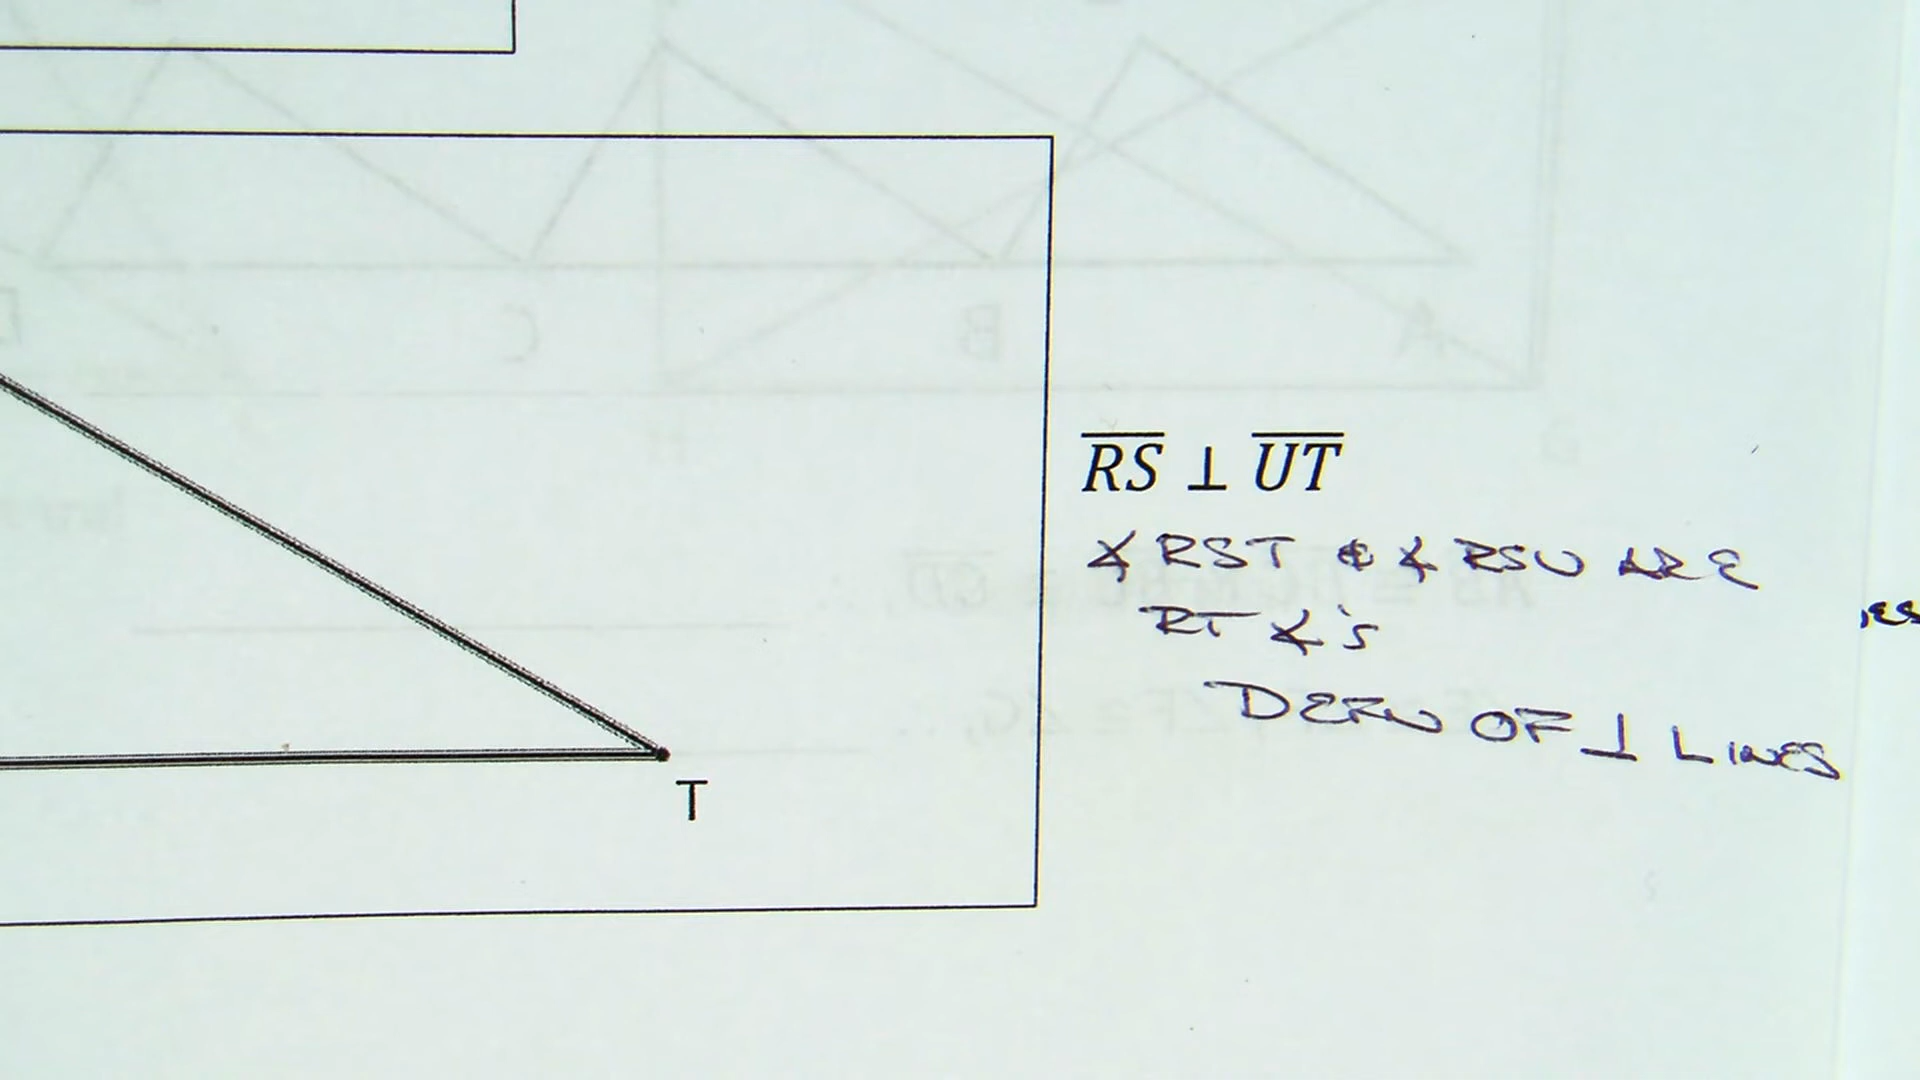 RS ⊥ UT
∡ RST & ∡ RSU ARE
RT ∡'s
DEFN OF ⊥ LINES
T